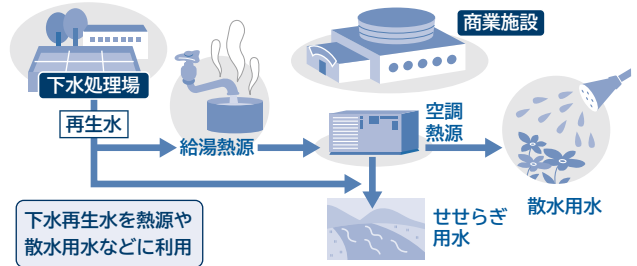 商業施設
下水処理場
再生水
給湯熱源
空調
熱源
せせらぎ
用水
散水用水
下水再生水を熱源や
散水用水などに利用